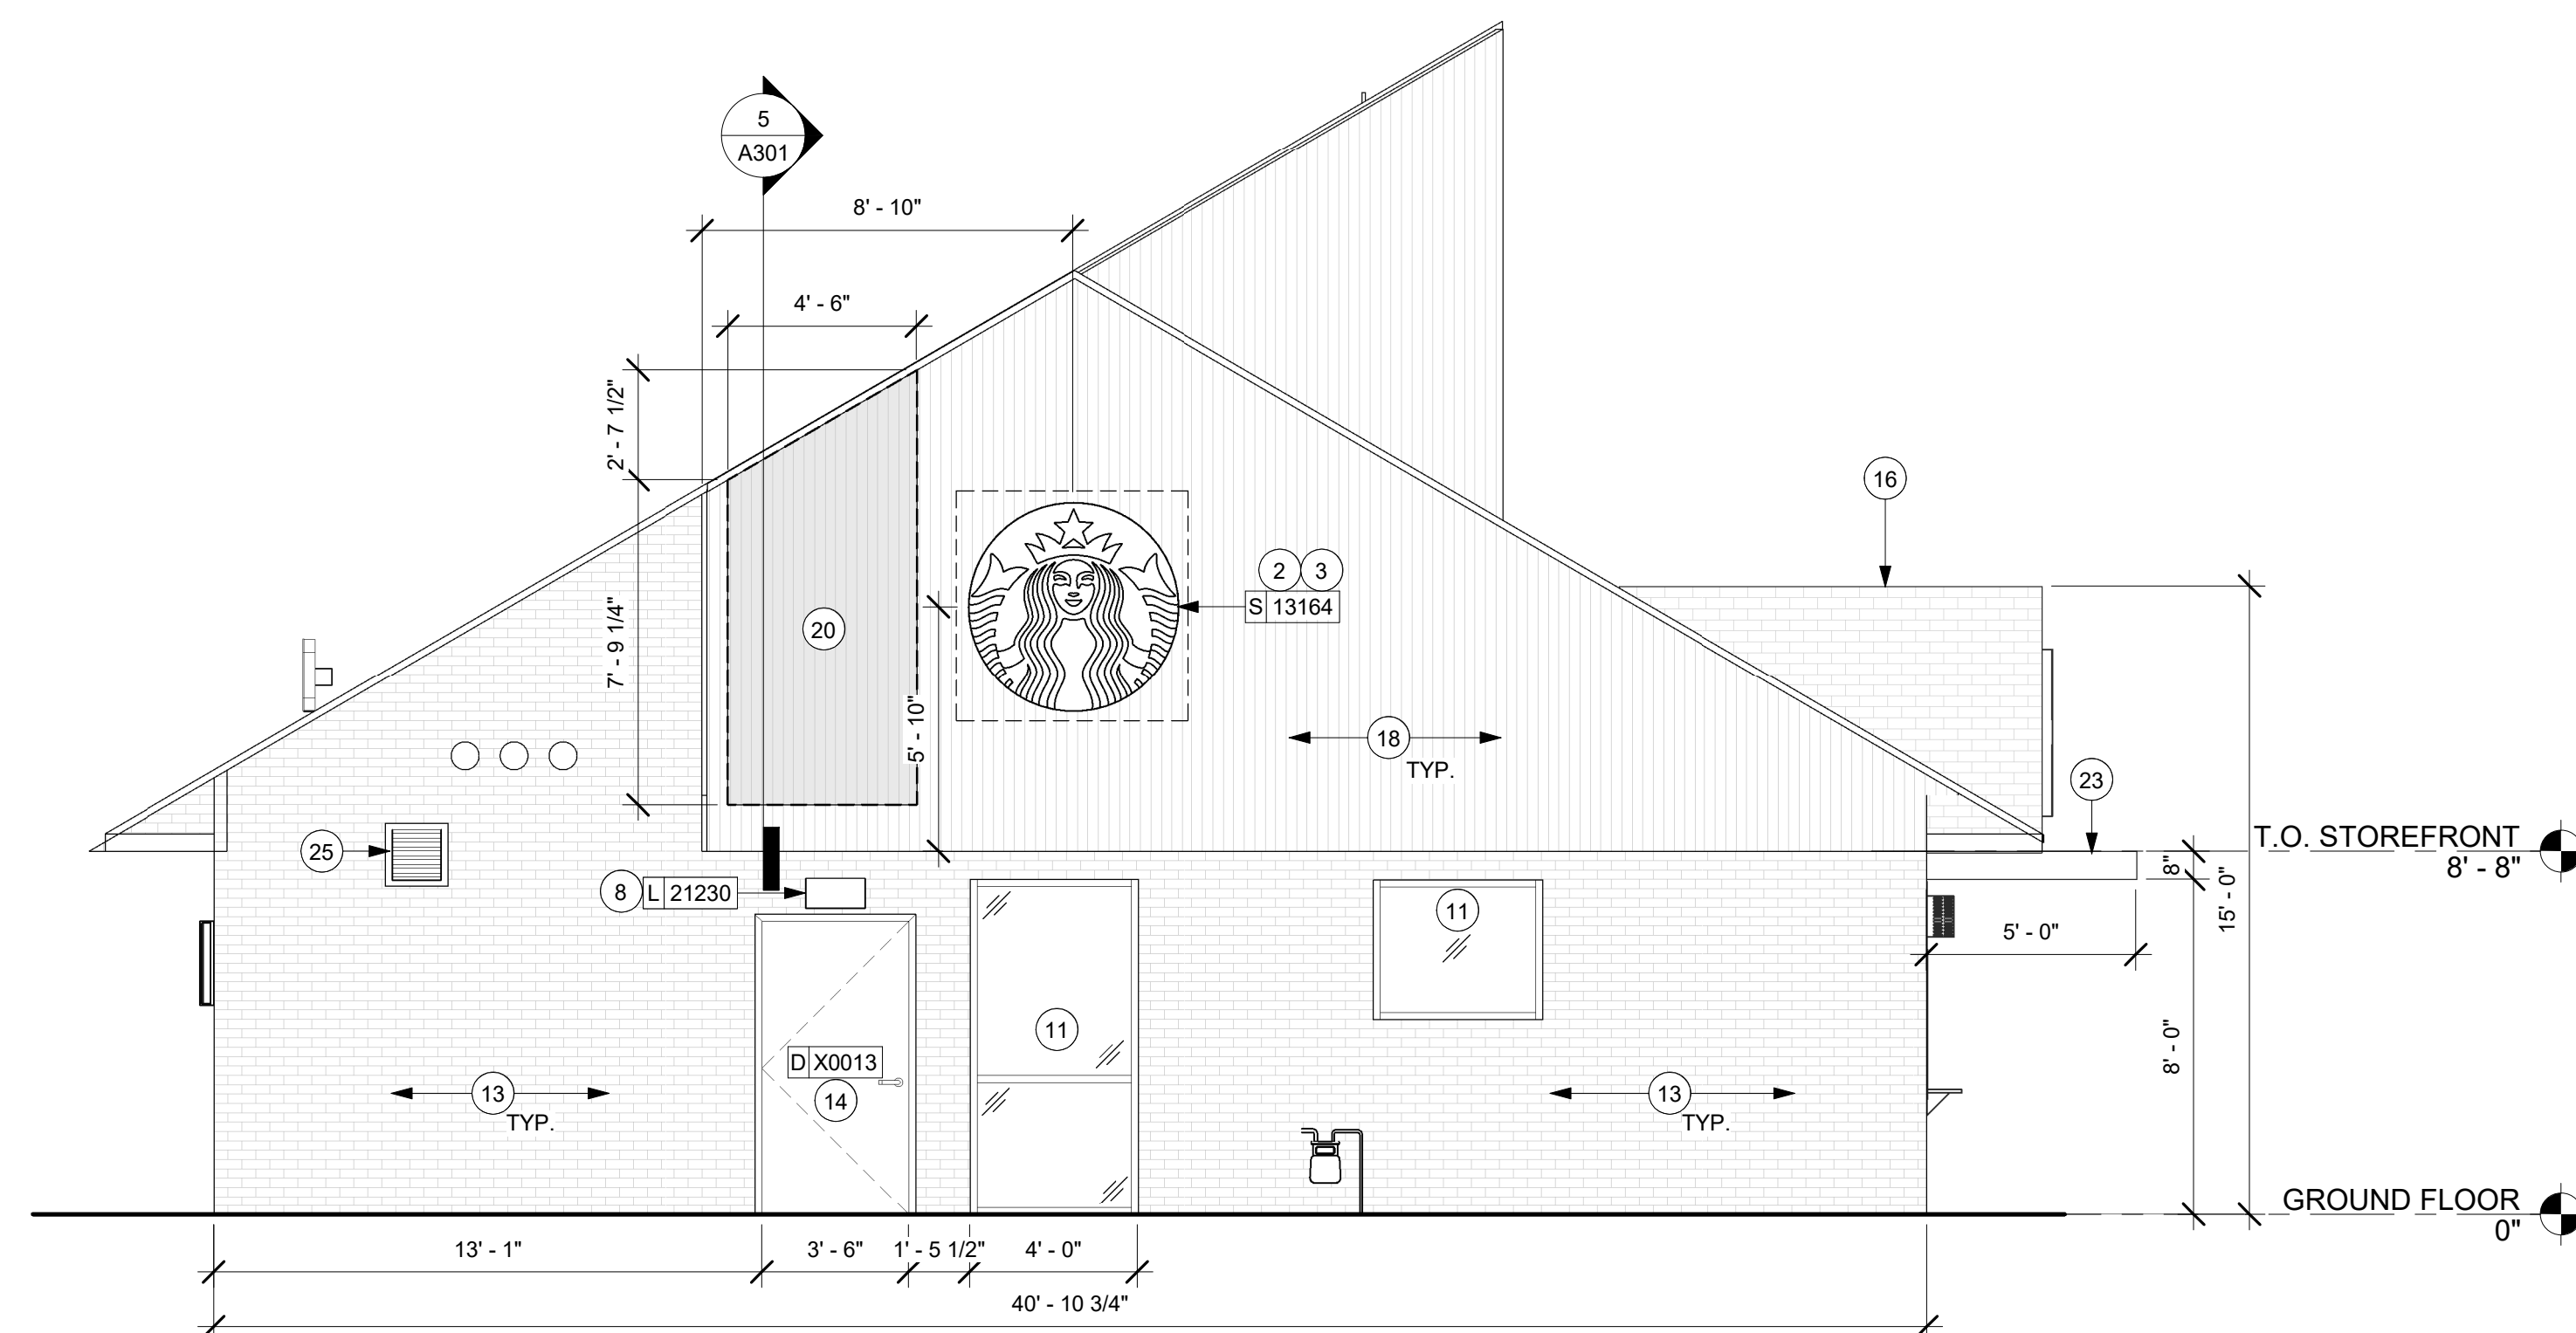 5
A301
8' - 10"
4' - 6"
2' - 7 1/2"
16
2 3
S 13164
7' - 9 1/4"
20
5' - 10"
18
TYP.
23
T.O. STOREFRONT
8' - 8"
25
8 L 21230
8"
15' - 0"
11
5' - 0"
11
8' - 0"
D X0013
14
13
TYP.
13
TYP.
GROUND FLOOR
0"
13' - 1"
3' - 6"
1' - 5 1/2"
4' - 0"
40' - 10 3/4"